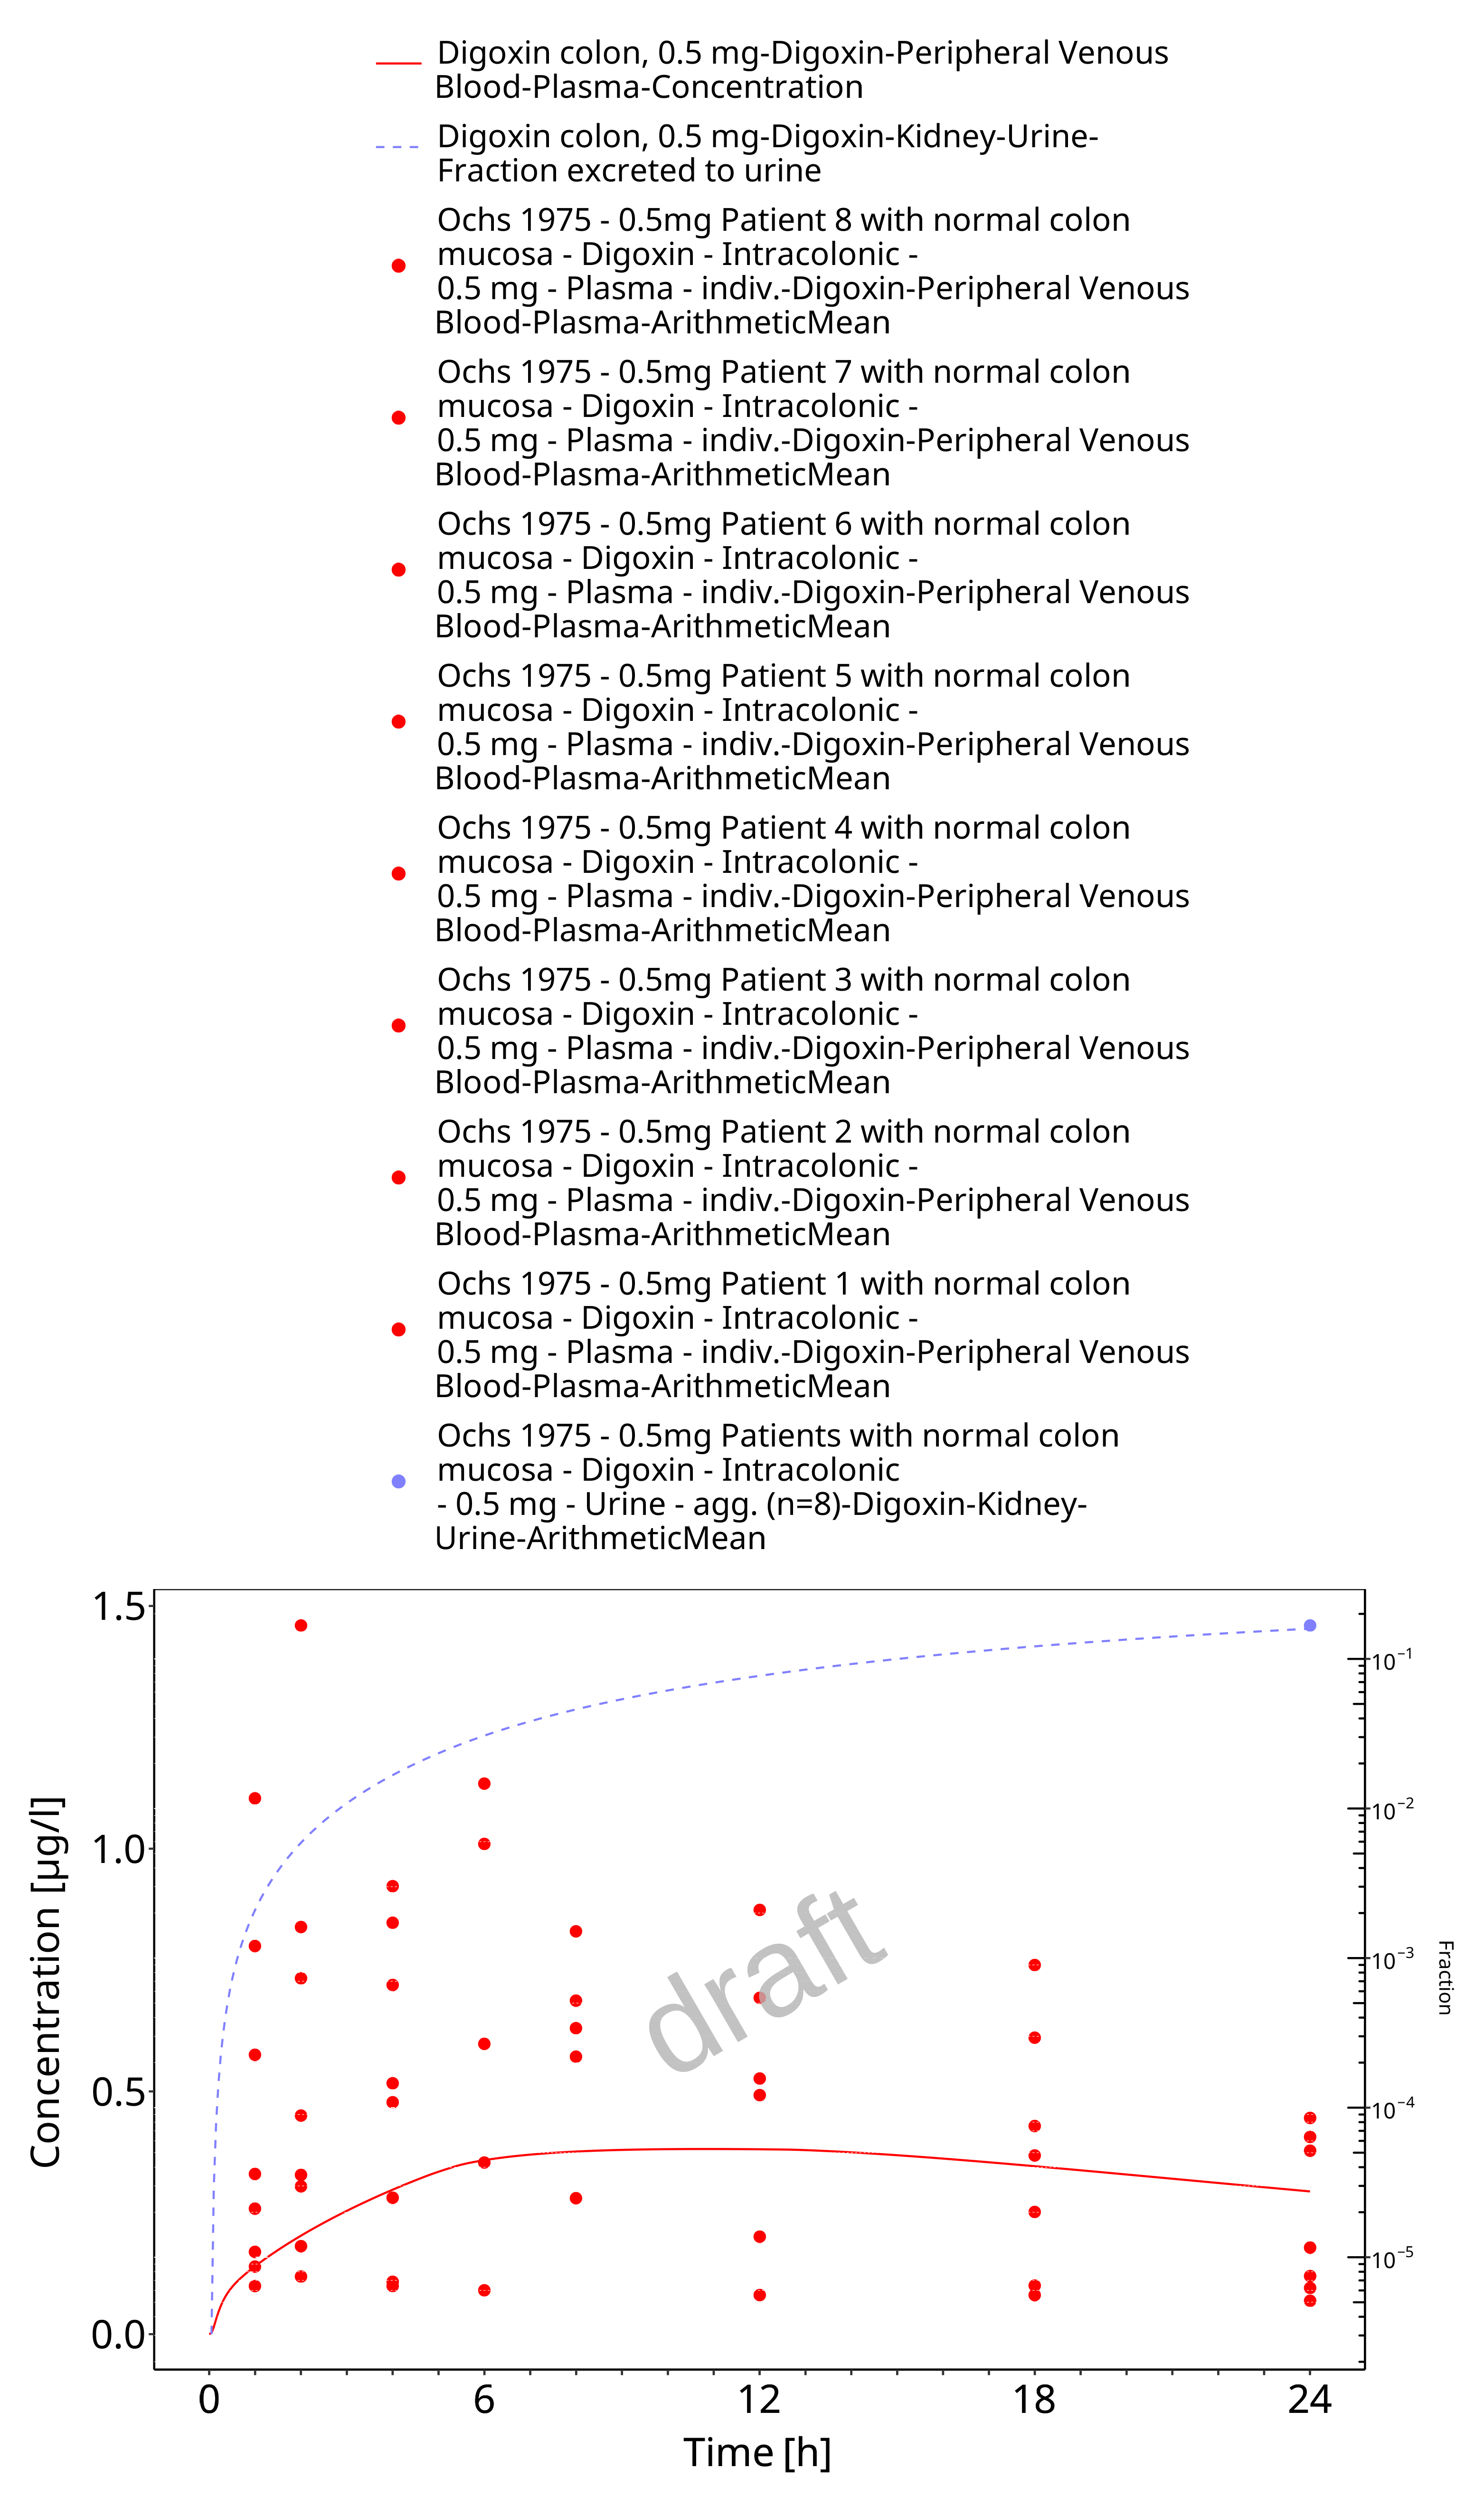 Digoxin colon, 0.5 mg-Digoxin-Peripheral Venous
Blood-Plasma-Concentration
Digoxin colon, 0.5 mg-Digoxin-Kidney-Urine-
Fraction excreted to urine
Ochs 1975 - 0.5mg Patient 8 with normal colon
mucosa - Digoxin - Intracolonic -
0.5 mg - Plasma - indiv.-Digoxin-Peripheral Venous
Blood-Plasma-ArithmeticMean
Ochs 1975 - 0.5mg Patient 7 with normal colon
mucosa - Digoxin - Intracolonic -
0.5 mg - Plasma - indiv.-Digoxin-Peripheral Venous
Blood-Plasma-ArithmeticMean
Ochs 1975 - 0.5mg Patient 6 with normal colon
mucosa - Digoxin - Intracolonic -
0.5 mg - Plasma - indiv.-Digoxin-Peripheral Venous
Blood-Plasma-ArithmeticMean
Ochs 1975 - 0.5mg Patient 5 with normal colon
mucosa - Digoxin - Intracolonic -
0.5 mg - Plasma - indiv.-Digoxin-Peripheral Venous
Blood-Plasma-ArithmeticMean
Ochs 1975 - 0.5mg Patient 4 with normal colon
mucosa - Digoxin - Intracolonic -
0.5 mg - Plasma - indiv.-Digoxin-Peripheral Venous
Blood-Plasma-ArithmeticMean
Ochs 1975 - 0.5mg Patient 3 with normal colon
mucosa - Digoxin - Intracolonic -
0.5 mg - Plasma - indiv.-Digoxin-Peripheral Venous
Blood-Plasma-ArithmeticMean
Ochs 1975 - 0.5mg Patient 2 with normal colon
mucosa - Digoxin - Intracolonic -
0.5 mg - Plasma - indiv.-Digoxin-Peripheral Venous
Blood-Plasma-ArithmeticMean
Ochs 1975 - 0.5mg Patient 1 with normal colon
mucosa - Digoxin - Intracolonic -
0.5 mg - Plasma - indiv.-Digoxin-Peripheral Venous
Blood-Plasma-ArithmeticMean
Ochs 1975 - 0.5mg Patients with normal colon
mucosa - Digoxin - Intracolonic
- 0.5 mg - Urine - agg. (n=8)-Digoxin-Kidney-
Urine-ArithmeticMean
Concentration [µg/l]
1.5
1.0
0.5
0.0
draft
10⁻¹
10⁻²
10⁻³
10⁻⁴
10⁻⁵
Fraction
0 6 12 18 24
Time [h]